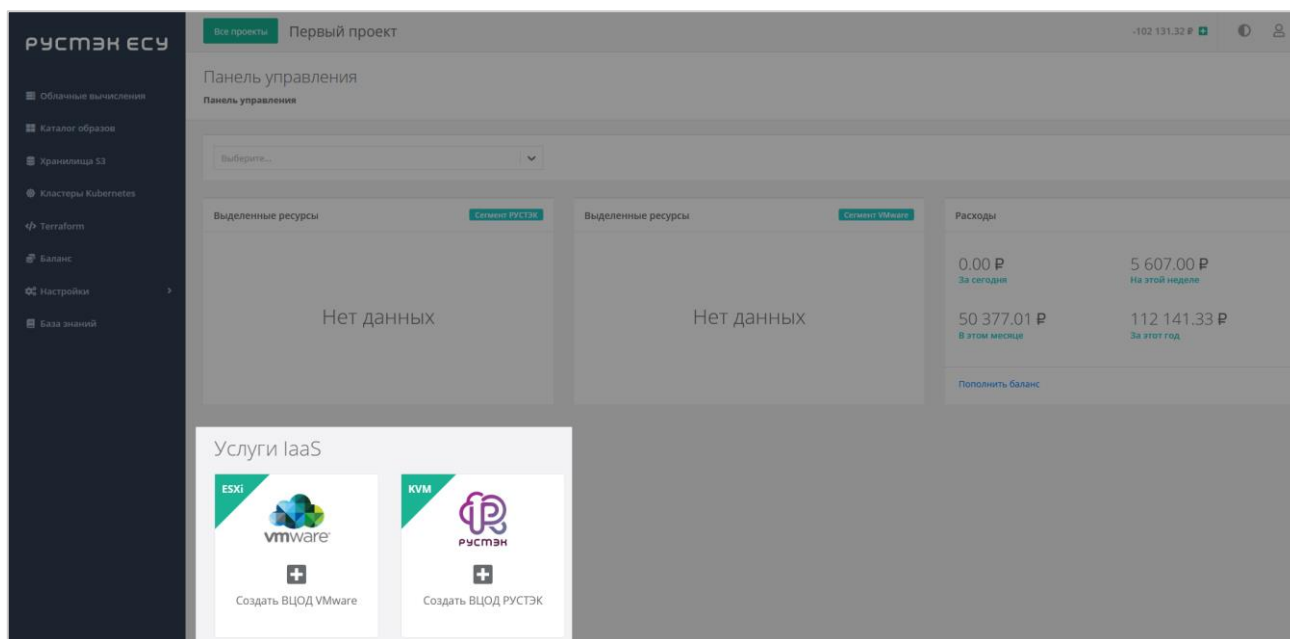 РУСТЭК ЕСУ
Облачные вычисления
Каталог образов
Хранилища S3
Кластеры Kubernetes
Terraform
Баланс
Настройки
База знаний
Все проекты Первый проект -102 131.32 ₽
Панель управления
Панель управления
Выберите...
Выделенные ресурсы Сегмент РУСТЭК
Нет данных
Выделенные ресурсы Сегмент VMware
Нет данных
Расходы
0.00 ₽ 5 607.00 ₽
За сегодня На этой неделе
50 377.01 ₽ 112 141.33 ₽
В этом месяце За этот год
Пополнить баланс
Услуги IaaS
ESXi
vmware
Создать ВЦОД VMware
KVM
РУСТЭК
Создать ВЦОД РУСТЭК